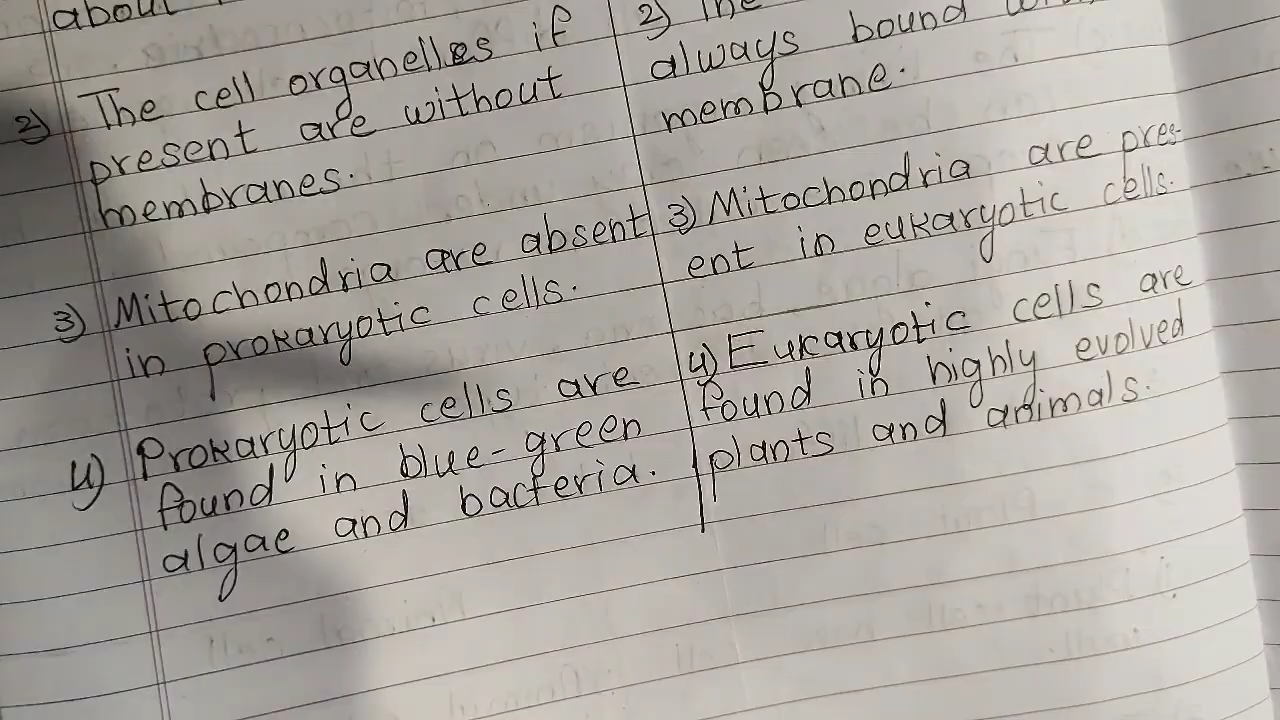 about
2) The cell organelles if
present are without
membranes.
3) Mitochondria are absent
in prokaryotic cells.
4) Prokaryotic cells are
found in blue-green
algae and bacteria.
2) The
always bound
membrane.
3) Mitochondria are pres-
ent in eukaryotic cells.
4) Eukaryotic cells are
found in highly evolved
plants and animals.